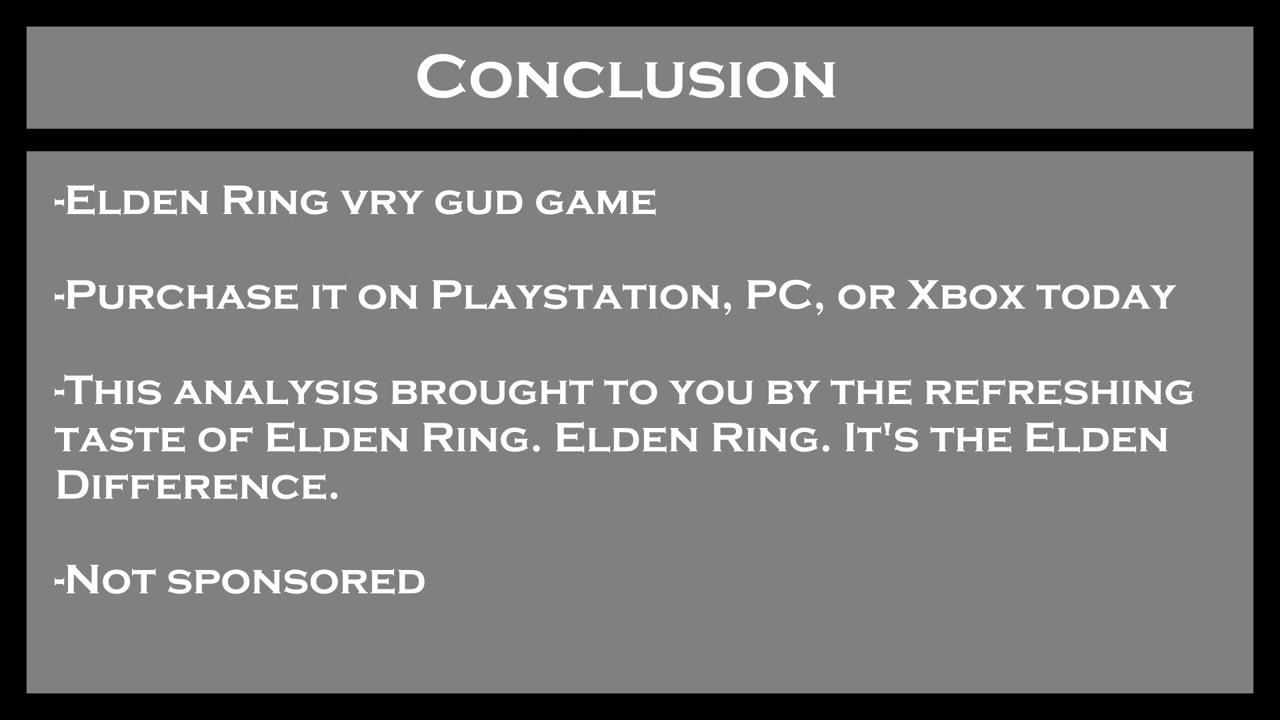 Conclusion
-Elden Ring vry gud game
-Purchase it on Playstation, PC, or Xbox today
-This analysis brought to you by the refreshing
taste of Elden Ring. Elden Ring. It's the Elden
Difference.
-Not sponsored